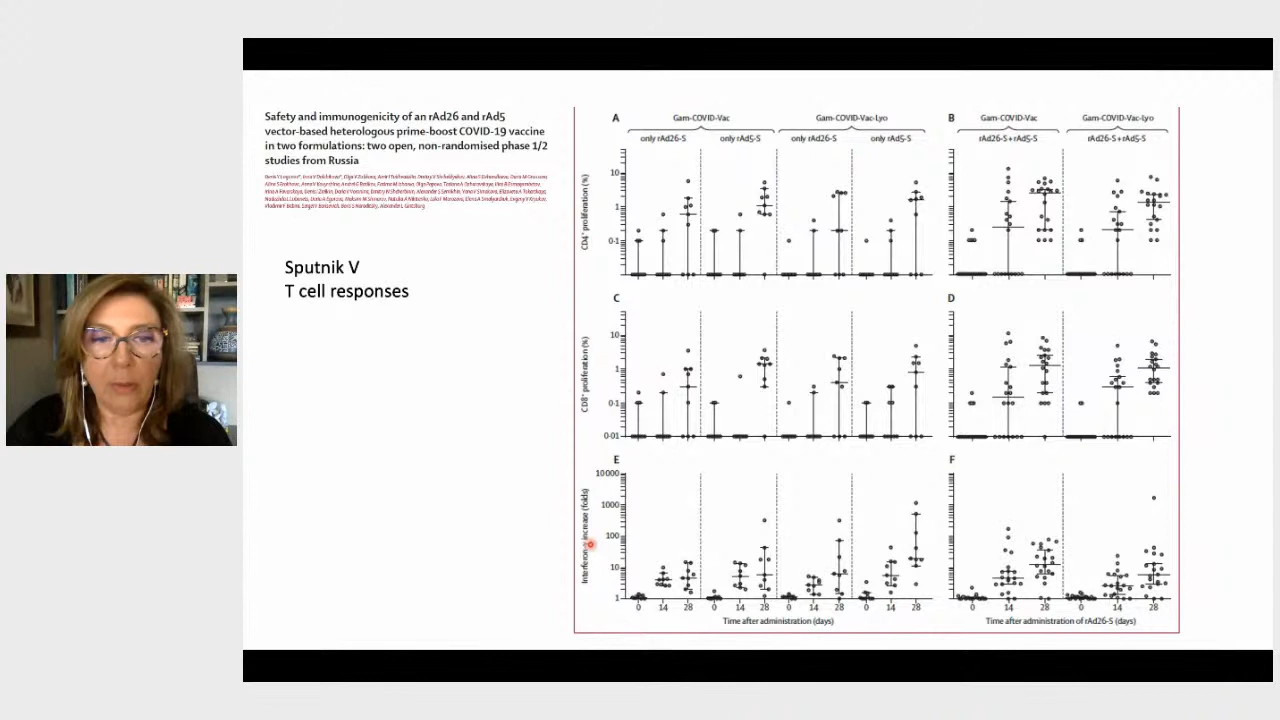 Safety and immunogenicity of an rAd26 and rAd5
vector-based heterologous prime-boost COVID-19 vaccine
in two formulations: two open, non-randomised phase 1/2
studies from Russia
Sputnik V
T cell responses
A
Gam-COVID-Vac
Gam-COVID-Vac-Lyo
only rAd26-S
only rAd5-S
only rAd26-S
only rAd5-S
CD4⁺ proliferation (%)
10
1
0·1
B
Gam-COVID-Vac
Gam-COVID-Vac-Lyo
rAd26-S+rAd5-S
rAd26-S+rAd5-S
C
CD8⁺ proliferation (%)
10
1
0·1
0·01
D
E
Interferon-γ increase (folds)
10 000
1000
100
10
1
0 14 28 0 14 28 0 14 28 0 14 28
Time after administration (days)
F
0 14 28 0 14 28
Time after administration of rAd26-S (days)